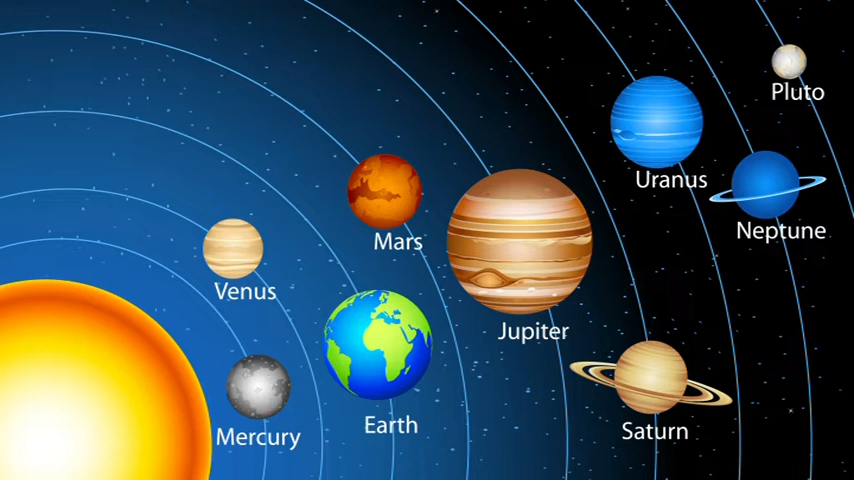 Pluto
Uranus
Neptune
Mars
Venus
Jupiter
Earth
Saturn
Mercury